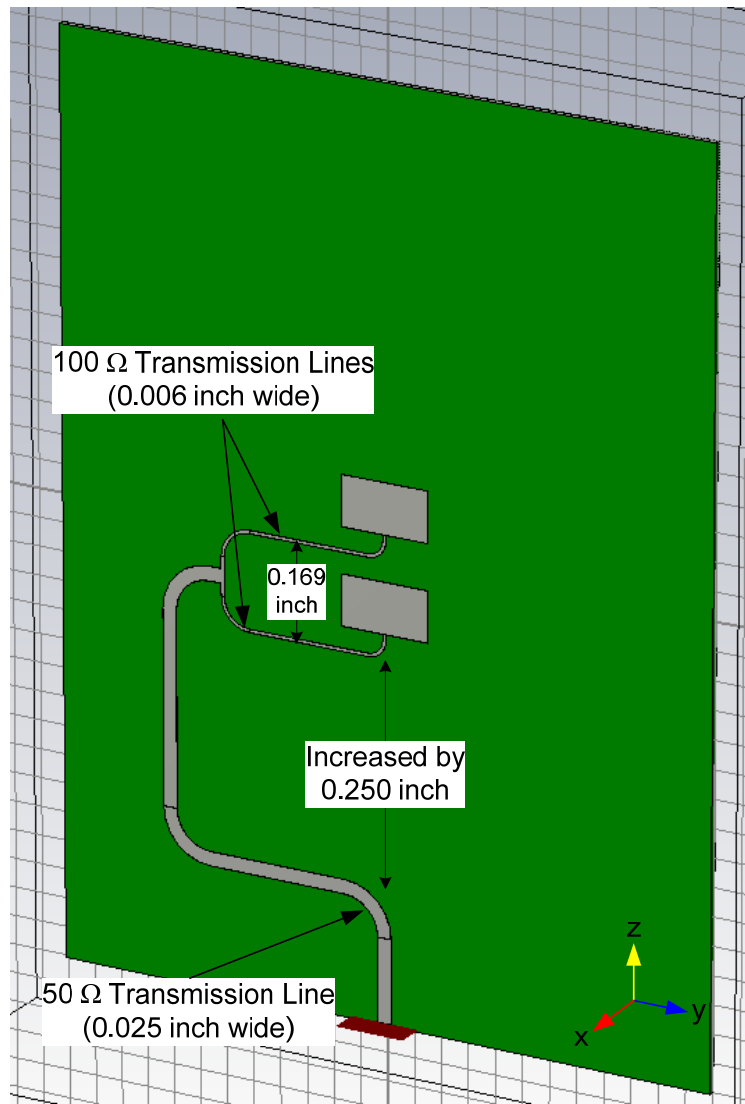 100 Ω Transmission Lines
(0.006 inch wide)
0.169
inch
Increased by
0.250 inch
50 Ω Transmission Line
(0.025 inch wide)
z
y
x